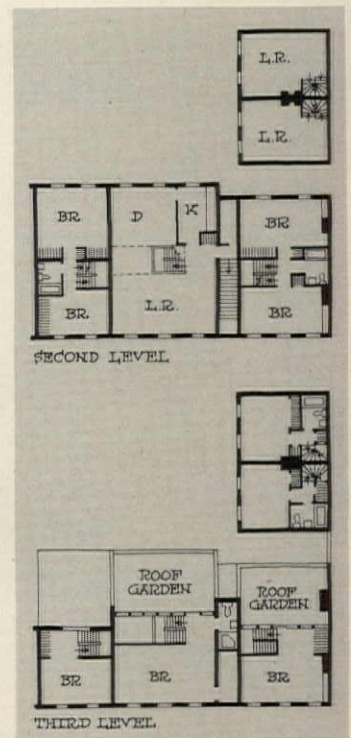 L.R.
L.R.
BR
D
K
BR
BR
L.R.
BR
SECOND LEVEL
ROOF
GARDEN
ROOF
GARDEN
BR
BR
BR
THIRD LEVEL